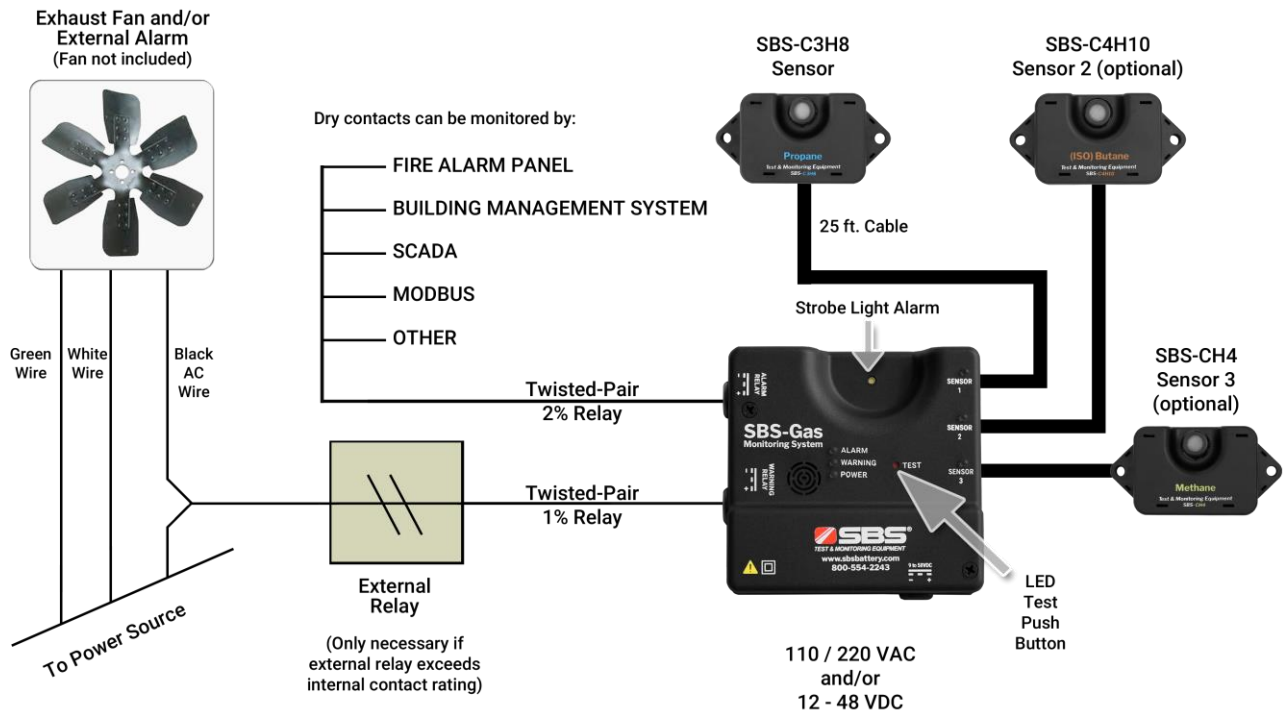 Exhaust Fan and/or
External Alarm
(Fan not included)
Green
Wire
White
Wire
Black
AC
Wire
To Power Source
Dry contacts can be monitored by:
FIRE ALARM PANEL
BUILDING MANAGEMENT SYSTEM
SCADA
MODBUS
OTHER
Twisted-Pair
2% Relay
Twisted-Pair
1% Relay
External
Relay
(Only necessary if
external relay exceeds
internal contact rating)
SBS-C3H8
Sensor
Propane
Test & Monitoring Equipment
SBS-C3H8
25 ft. Cable
SBS-C4H10
Sensor 2 (optional)
(ISO) Butane
Test & Monitoring Equipment
SBS-C4H10
SBS-CH4
Sensor 3
(optional)
Methane
Test & Monitoring Equipment
SBS-CH4
Strobe Light Alarm
ALARM
RELAY
- +
SENSOR
1
SENSOR
2
SENSOR
3
SBS-Gas
Monitoring System
ALARM
WARNING
POWER
TEST
WARNING
RELAY
- +
SBS®
TEST & MONITORING EQUIPMENT
www.sbsbattery.com
800-554-2243
9 to 50VDC
- +
LED
Test
Push
Button
110 / 220 VAC
and/or
12 - 48 VDC